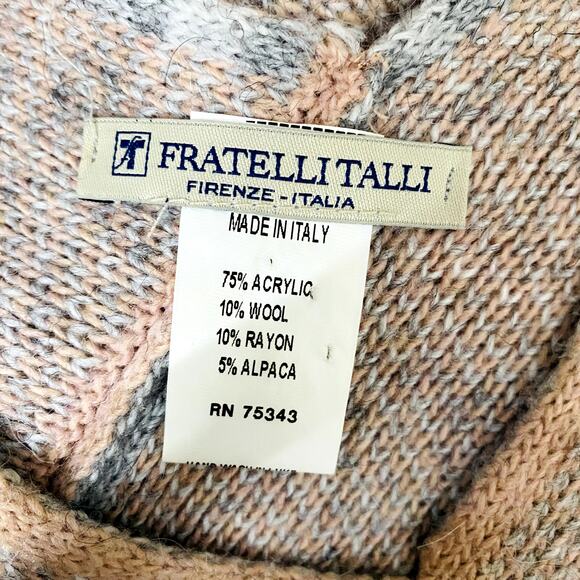 FRATELLI TALLI
FIRENZE - ITALIA
MADE IN ITALY
75% ACRYLIC
10% WOOL
10% RAYON
5% ALPACA
RN 75343